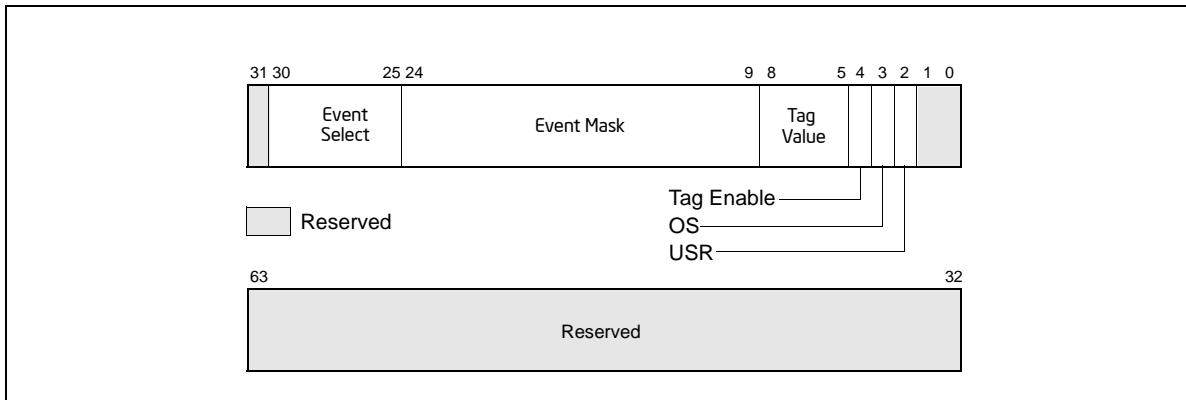 31 30 25 24 9 8 5 4 3 2 1 0
Event
Select
Event Mask
Tag
Value
Tag Enable
OS
USR
Reserved
63 32
Reserved